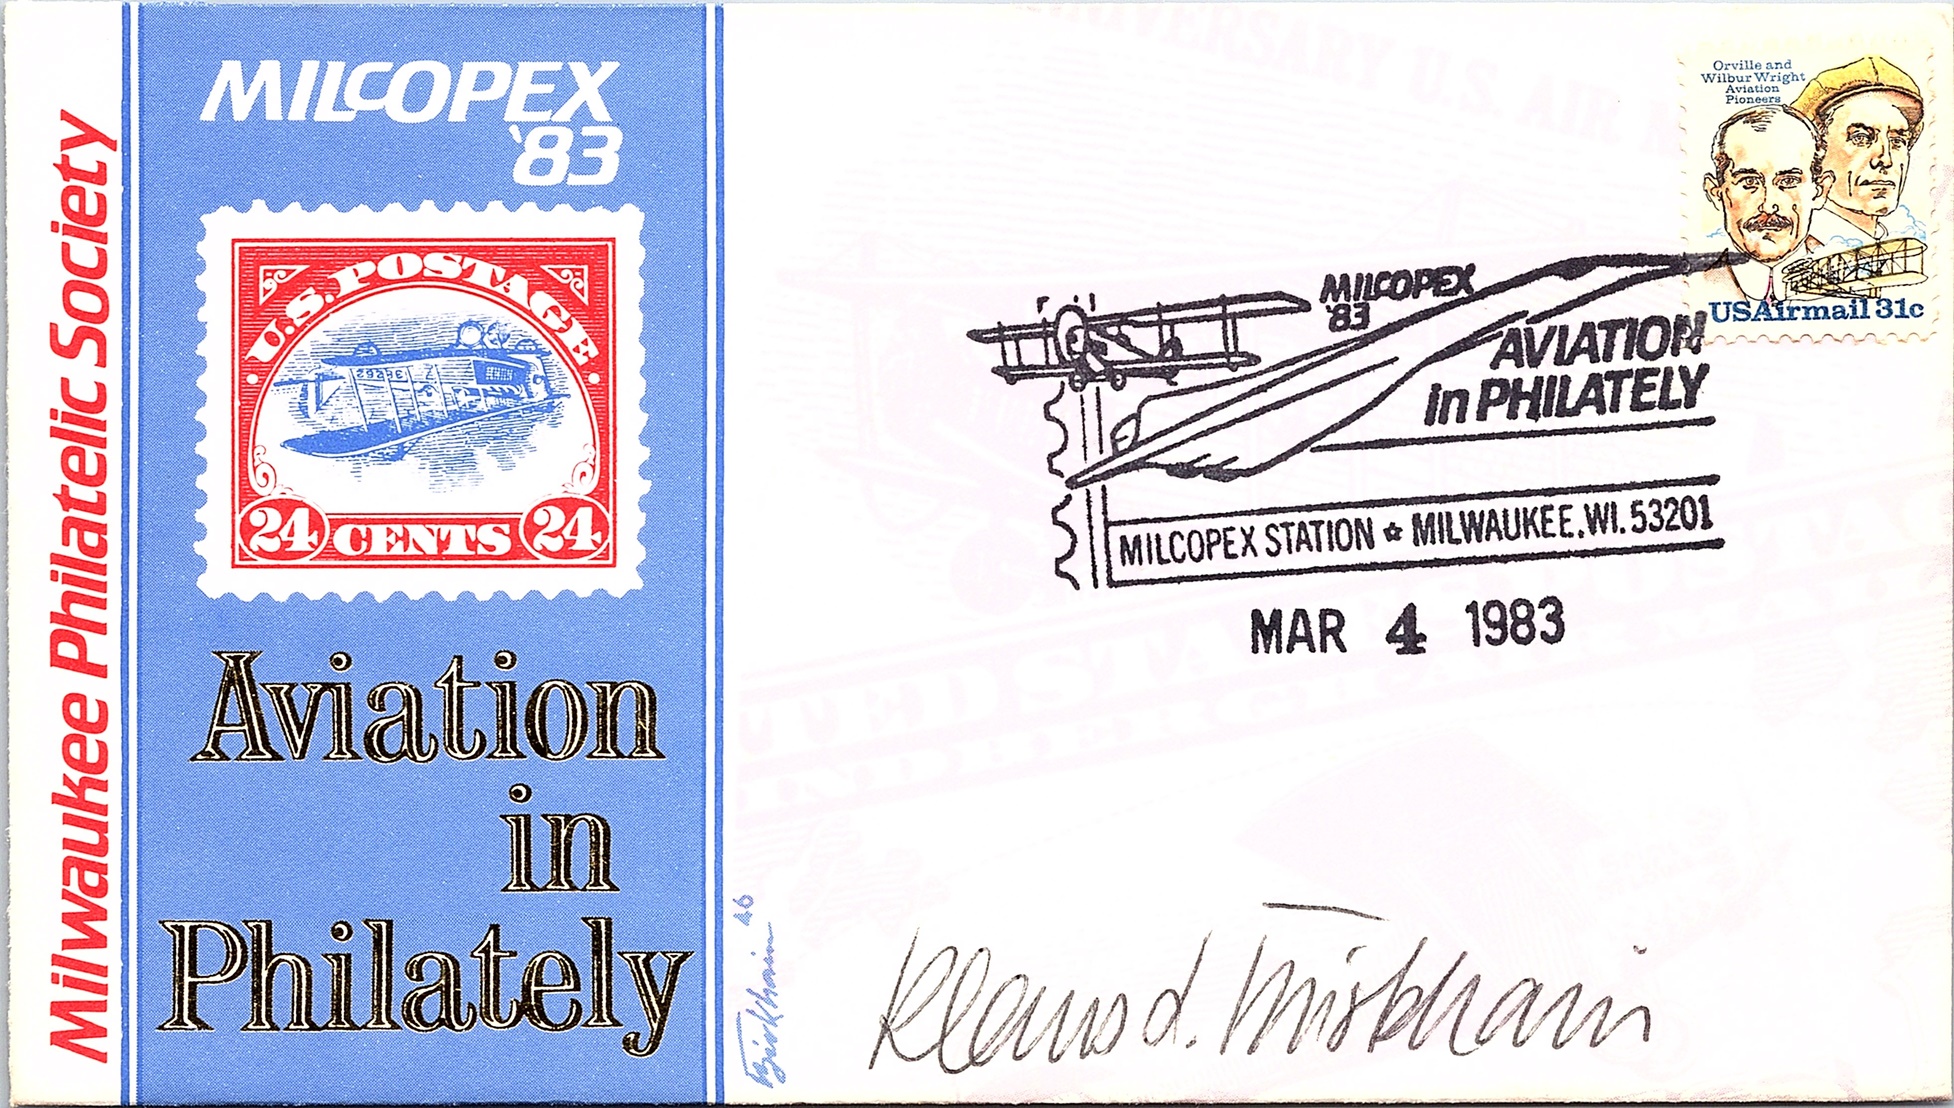 Milwaukee Philatelic Society
MILCOPEX
'83
U.S. POSTAGE
24 CENTS 24
Aviation
in
Philately
Orville and
Wilbur Wright
Aviation
Pioneers
USAirmail 31c
MILCOPEX
'83
AVIATION
in PHILATELY
MILCOPEX STATION ☆ MILWAUKEE, WI. 53201
MAR 4 1983